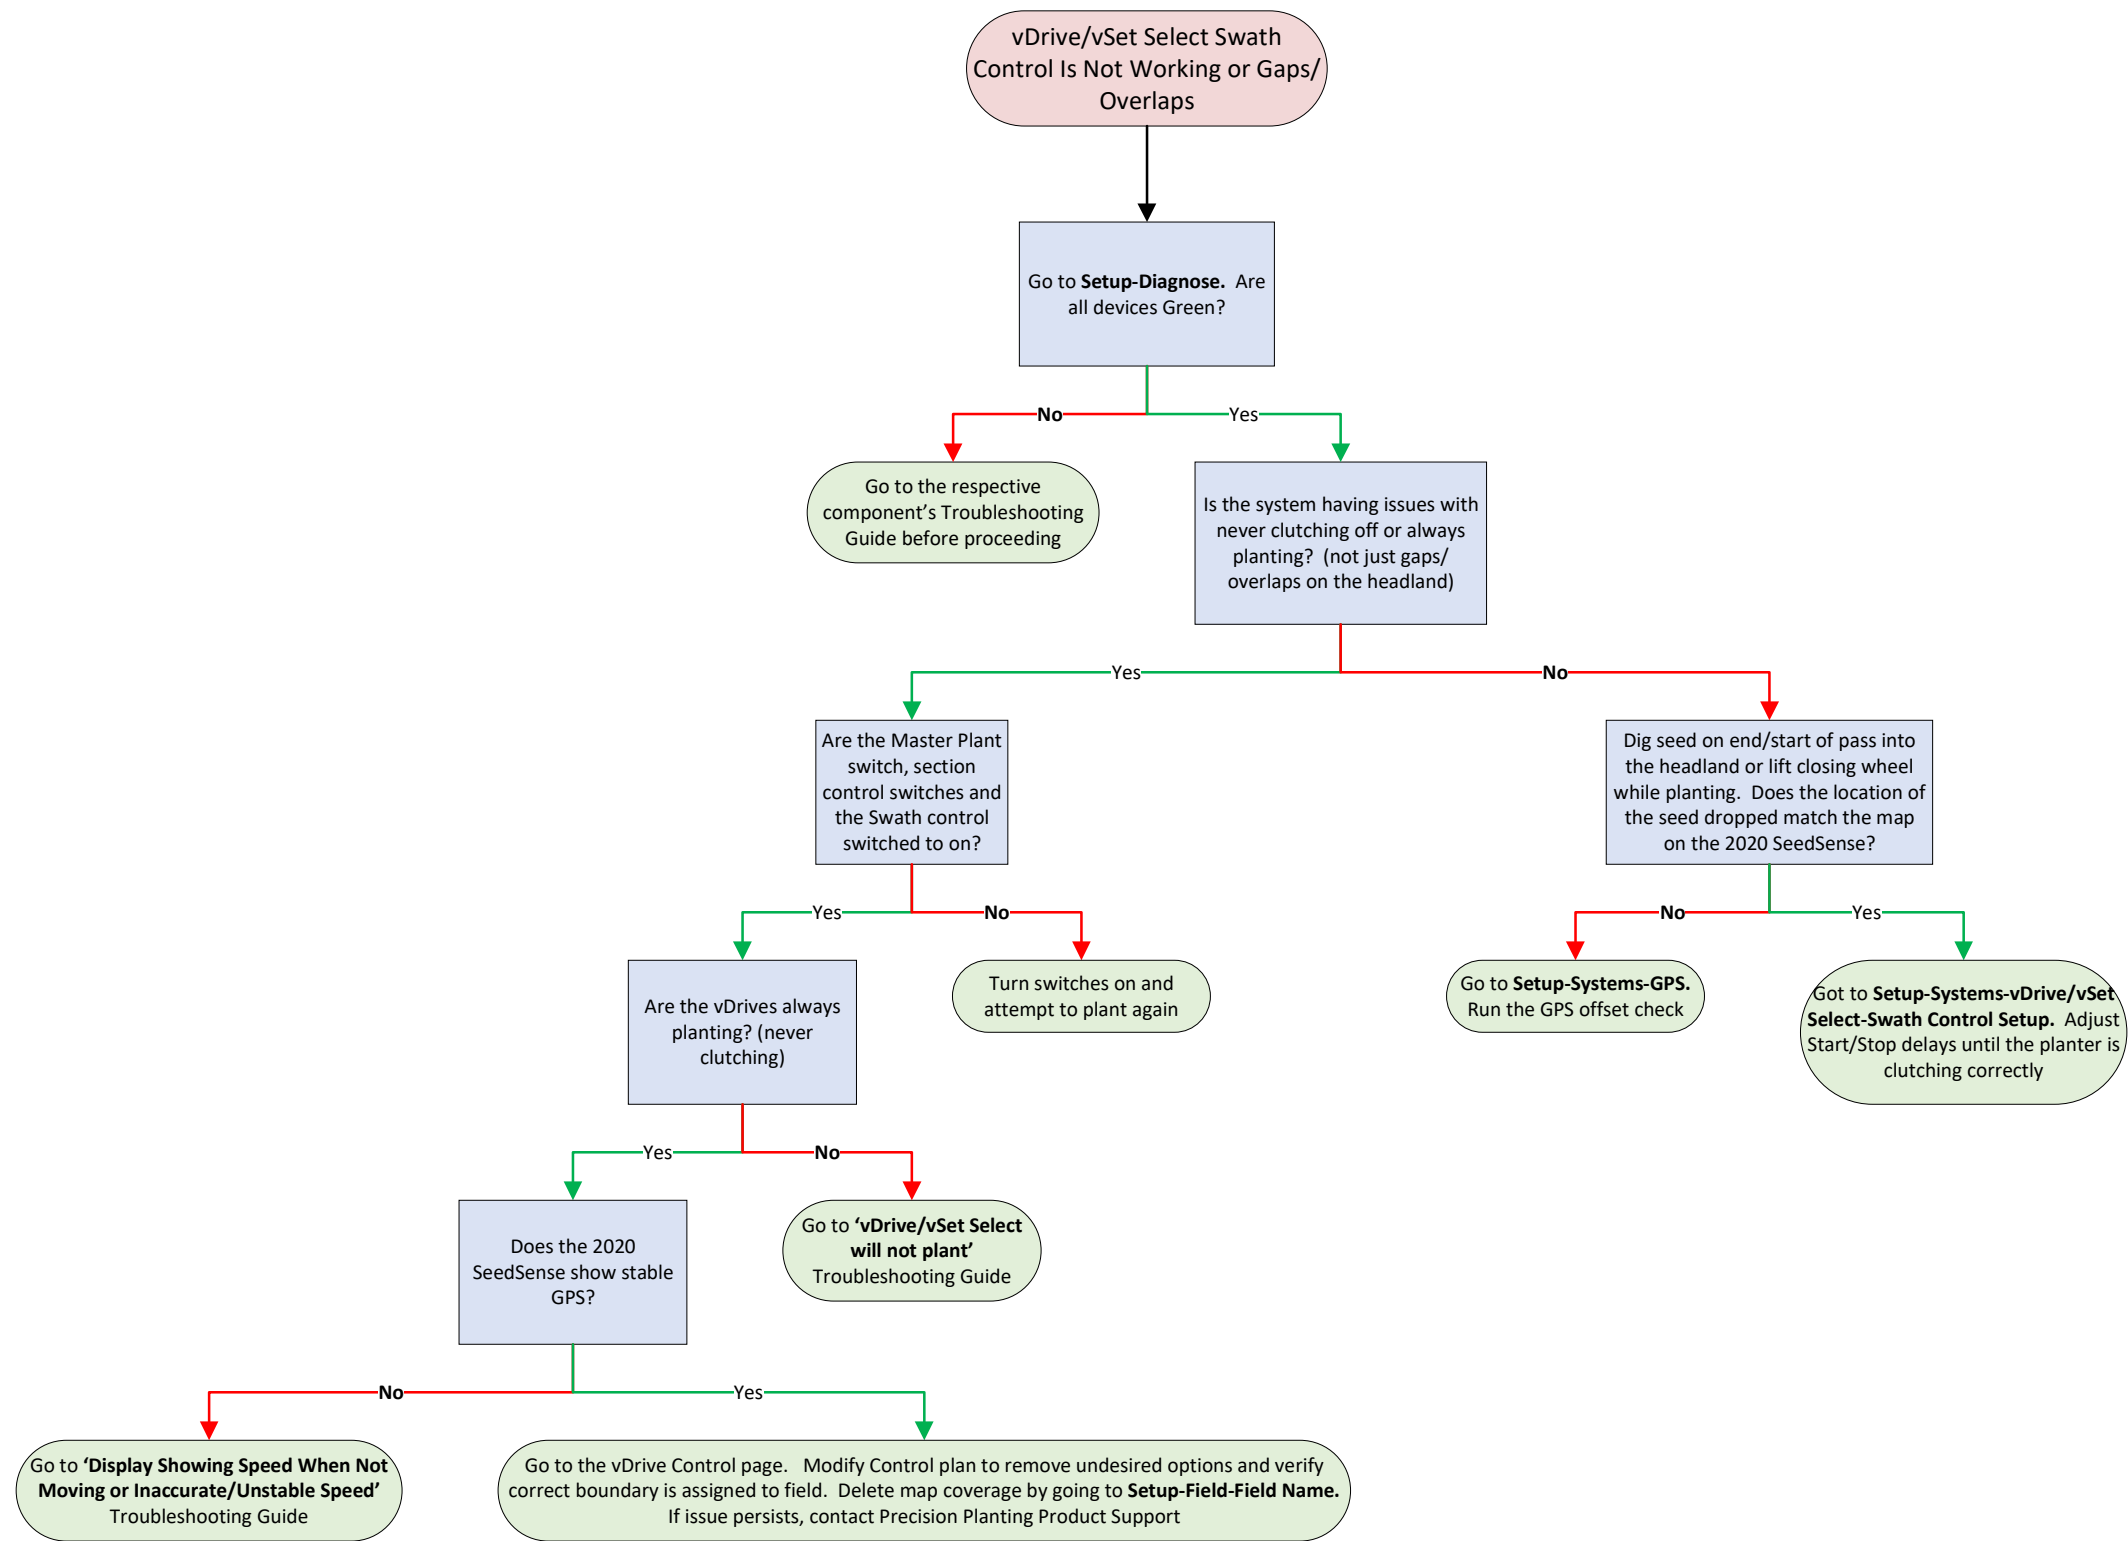 vDrive/vSet Select Swath
Control Is Not Working or Gaps/
Overlaps
Go to Setup-Diagnose. Are
all devices Green?
No
Yes
Go to the respective
component's Troubleshooting
Guide before proceeding
Is the system having issues with
never clutching off or always
planting? (not just gaps/
overlaps on the headland)
Yes
No
Are the Master Plant
switch, section
control switches and
the Swath control
switched to on?
Dig seed on end/start of pass into
the headland or lift closing wheel
while planting. Does the location of
the seed dropped match the map
on the 2020 SeedSense?
Yes
No
No
Yes
Are the vDrives always
planting? (never
clutching)
Turn switches on and
attempt to plant again
Go to Setup-Systems-GPS.
Run the GPS offset check
Got to Setup-Systems-vDrive/vSet
Select-Swath Control Setup. Adjust
Start/Stop delays until the planter is
clutching correctly
Yes
No
Does the 2020
SeedSense show stable
GPS?
Go to ‘vDrive/vSet Select
will not plant’
Troubleshooting Guide
No
Yes
Go to ‘Display Showing Speed When Not
Moving or Inaccurate/Unstable Speed’
Troubleshooting Guide
Go to the vDrive Control page. Modify Control plan to remove undesired options and verify
correct boundary is assigned to field. Delete map coverage by going to Setup-Field-Field Name.
If issue persists, contact Precision Planting Product Support